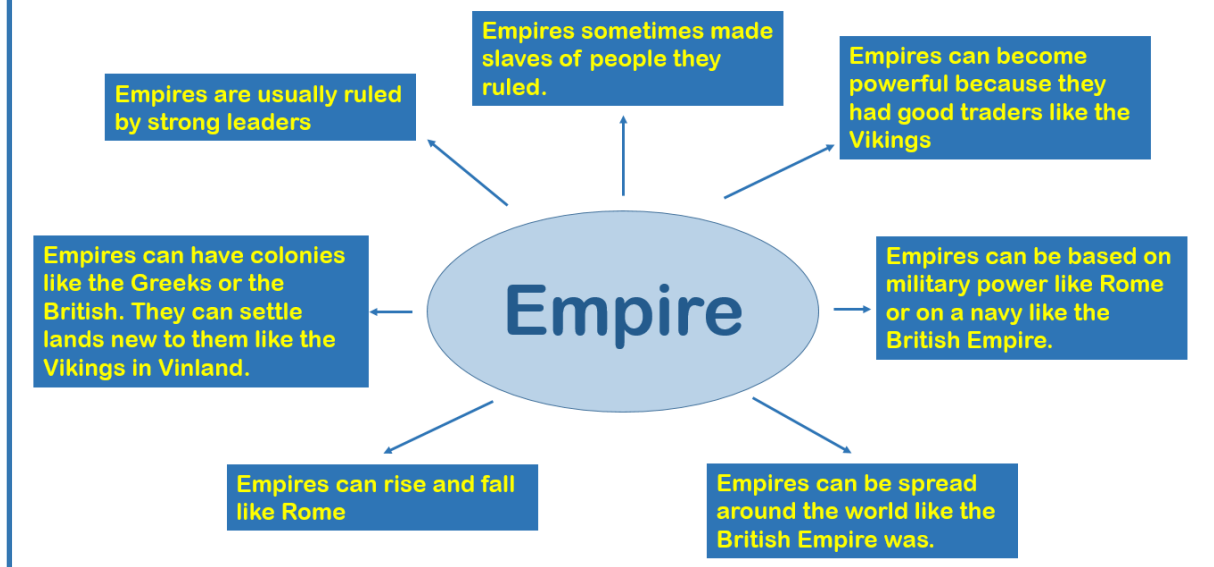 Empires sometimes made
slaves of people they
ruled.
Empires can become
powerful because they
had good traders like the
Vikings
Empires are usually ruled
by strong leaders
Empires can have colonies
like the Greeks or the
British. They can settle
lands new to them like the
Vikings in Vinland.
Empire
Empires can be based on
military power like Rome
or on a navy like the
British Empire.
Empires can rise and fall
like Rome
Empires can be spread
around the world like the
British Empire was.